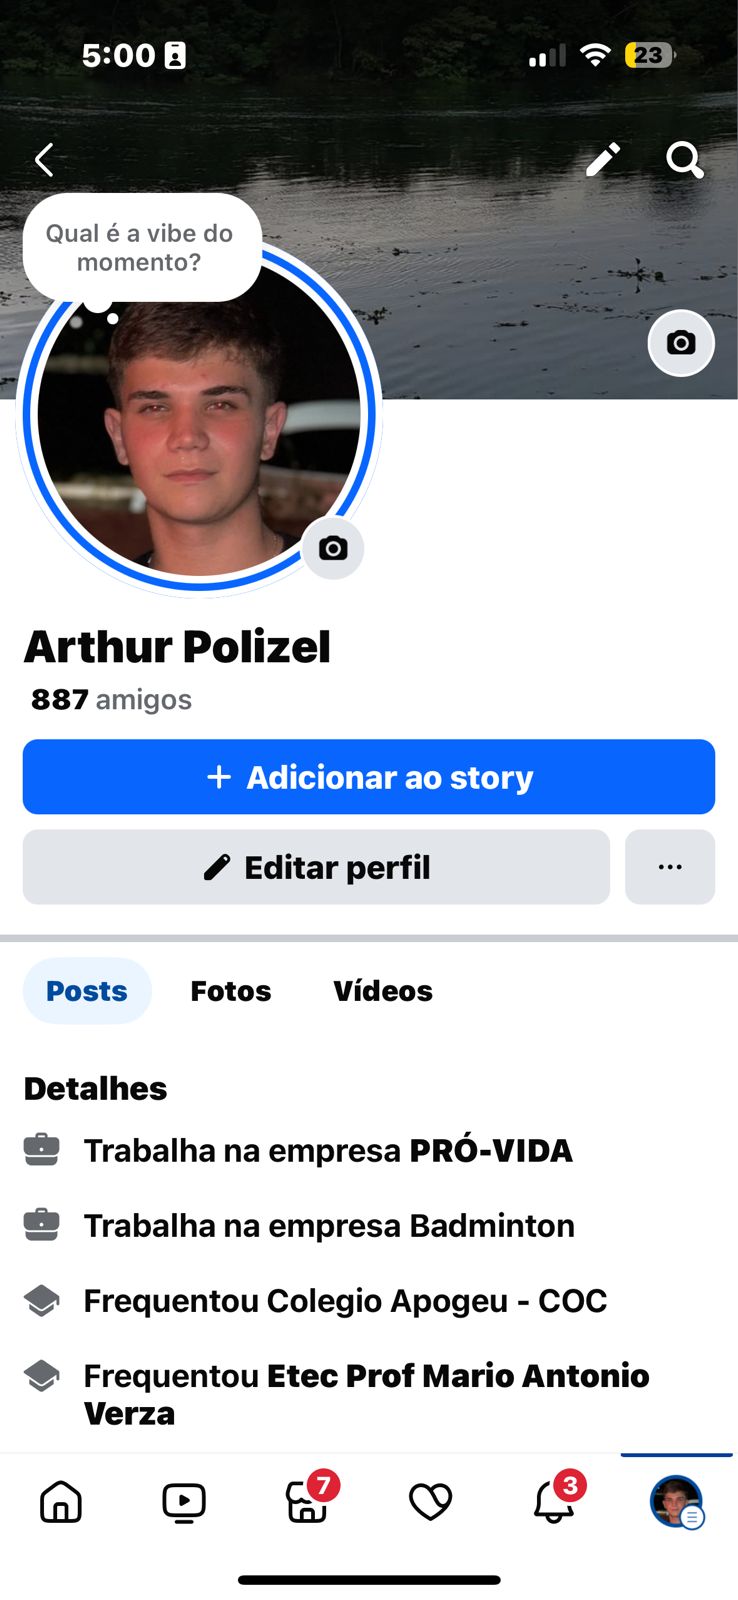 5:00
23
Qual é a vibe do
momento?
Arthur Polizel
887 amigos
+ Adicionar ao story
Editar perfil
...
Posts Fotos Vídeos
Detalhes
Trabalha na empresa PRÓ-VIDA
Trabalha na empresa Badminton
Frequentou Colegio Apogeu - COC
Frequentou Etec Prof Mario Antonio
Verza
7 3